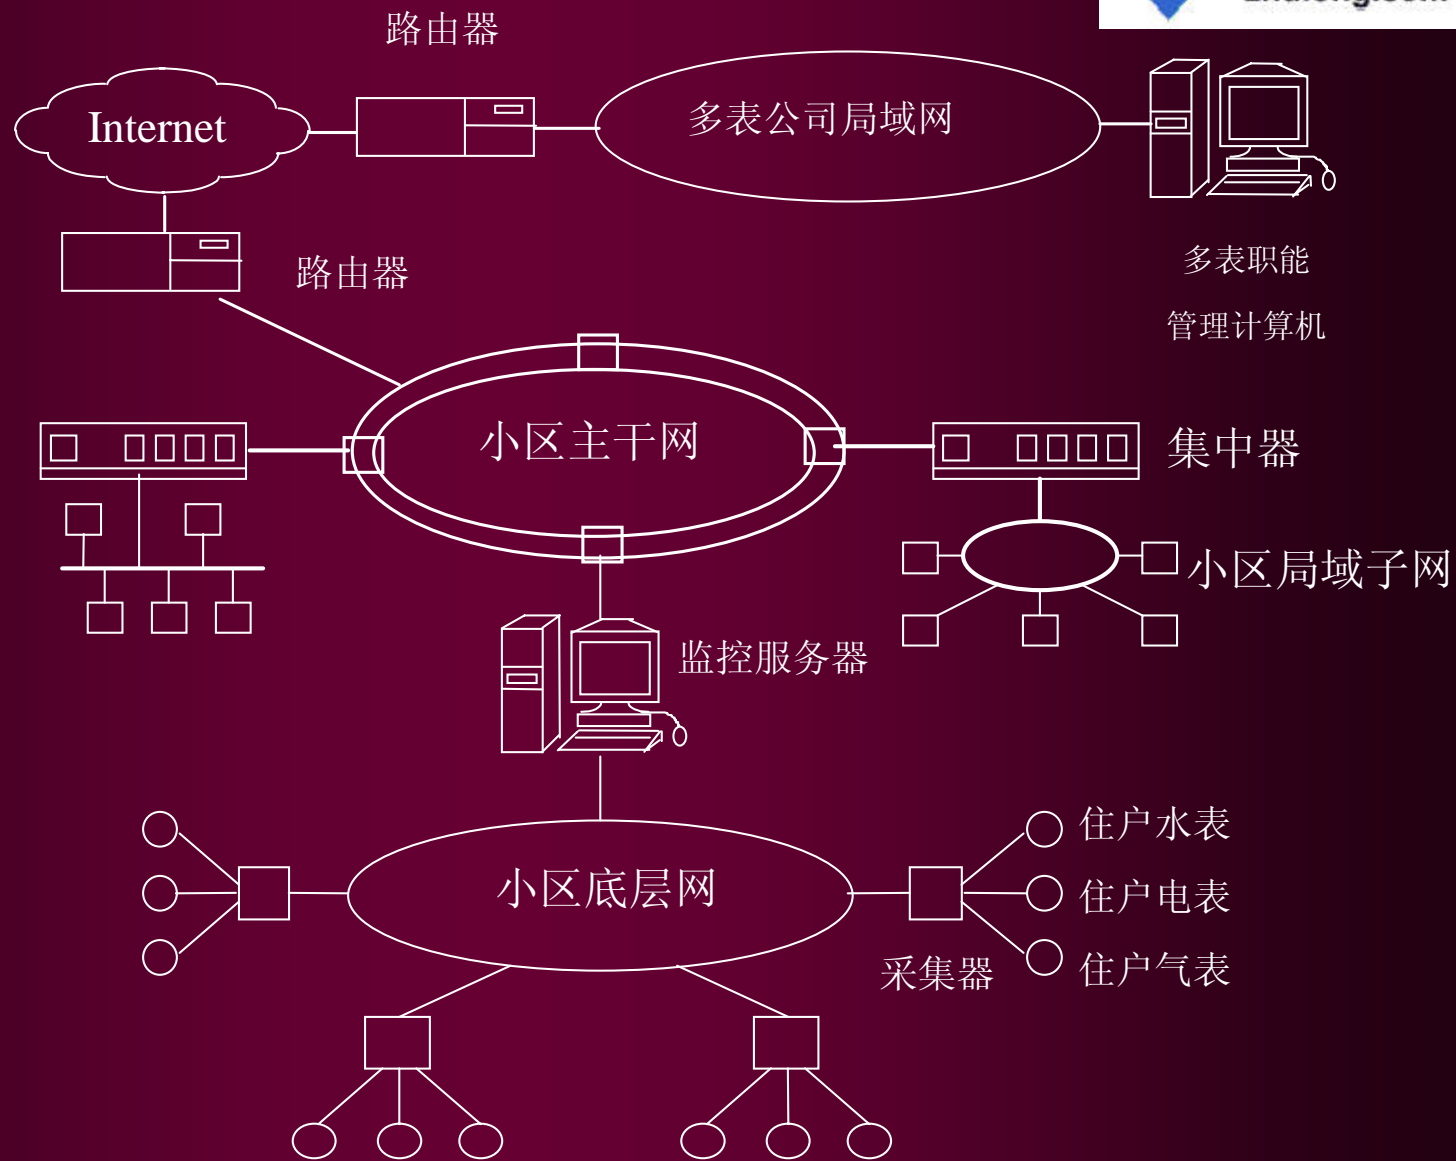 路由器
Internet
多表公司局域网
路由器
多表职能
管理计算机
小区主干网
集中器
小区局域子网
监控服务器
住户水表
小区底层网
住户电表
采集器
住户气表